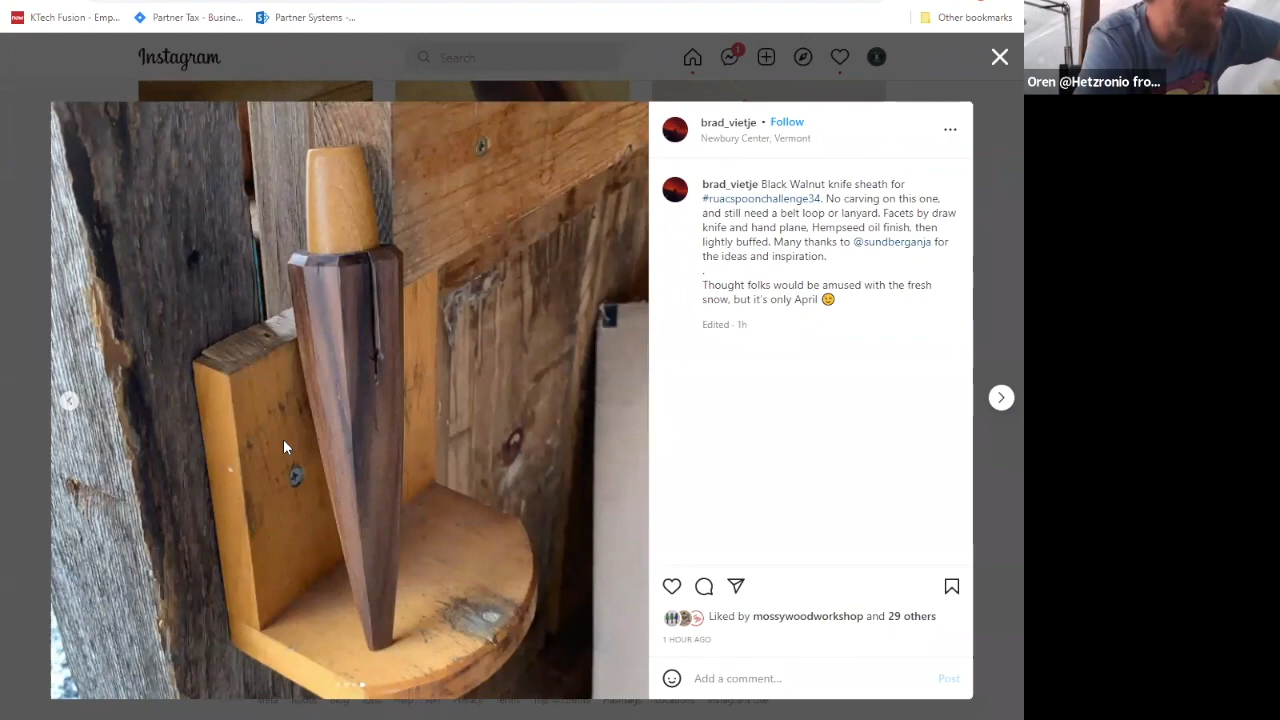 KTech Fusion - Emp...
Partner Tax - Busine...
Partner Systems -...
Other bookmarks
Instagram
Search
1
Oren @Hetzronio fro...
brad_vietje • Follow
Newbury Center, Vermont
brad_vietje Black Walnut knife sheath for
#ruacspoonchallenge34. No carving on this one,
and still need a belt loop or lanyard. Facets by draw
knife and hand plane, Hempseed oil finish, then
lightly buffed. Many thanks to @sundberganja for
the ideas and inspiration.
.
Thought folks would be amused with the fresh
snow, but it's only April
Edited · 1h
Liked by mossywoodworkshop and 29 others
1 HOUR AGO
Add a comment...
Post